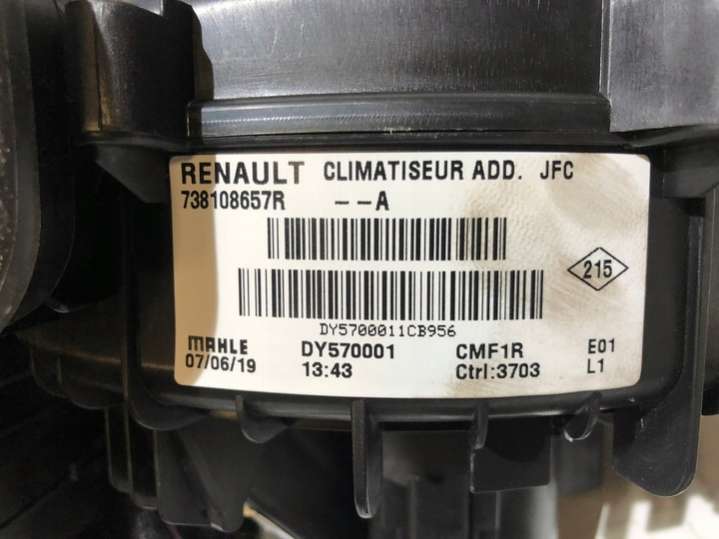 RENAULT CLIMATISEUR ADD. JFC
738108657R --A
215
DY5700011CB956
MAHLE DY570001 CMF1R E01
07/06/19 13:43 Ctrl:3703 L1